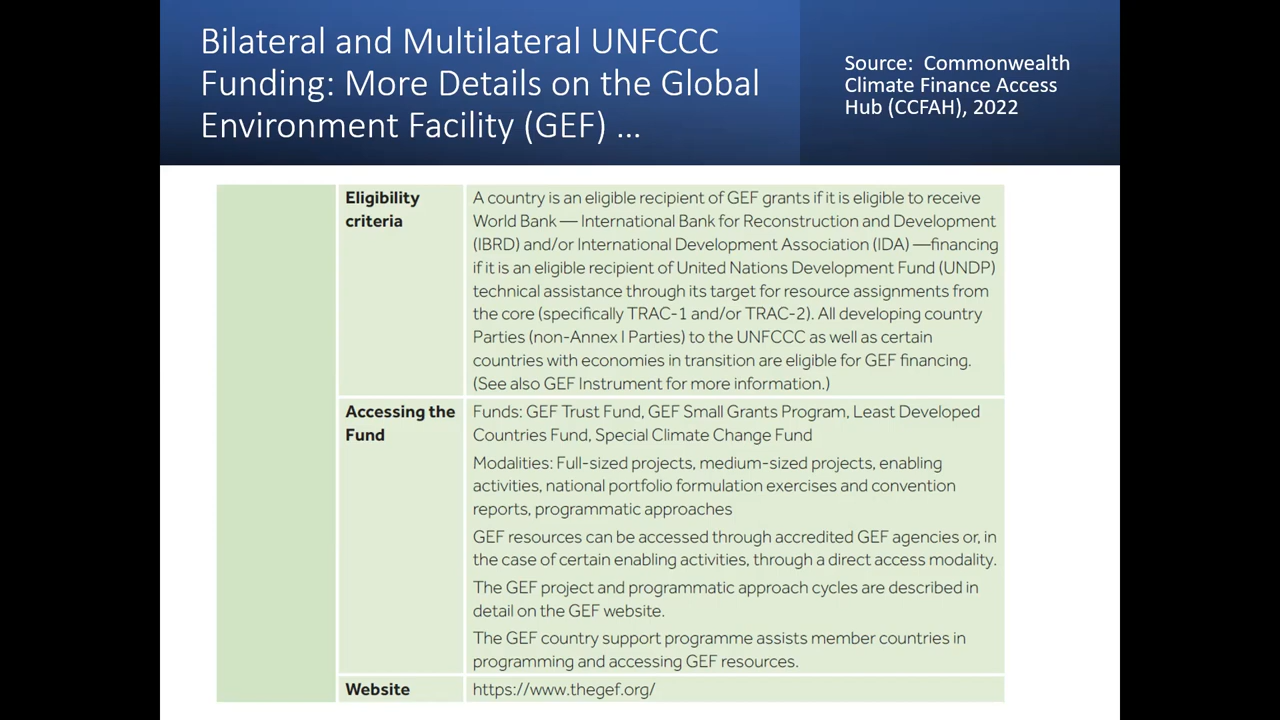 Bilateral and Multilateral UNFCCC
Funding: More Details on the Global
Environment Facility (GEF) ...
Source: Commonwealth
Climate Finance Access
Hub (CCFAH), 2022
Eligibility
criteria
A country is an eligible recipient of GEF grants if it is eligible to receive
World Bank — International Bank for Reconstruction and Development
(IBRD) and/or International Development Association (IDA) —financing
if it is an eligible recipient of United Nations Development Fund (UNDP)
technical assistance through its target for resource assignments from
the core (specifically TRAC-1 and/or TRAC-2). All developing country
Parties (non-Annex I Parties) to the UNFCCC as well as certain
countries with economies in transition are eligible for GEF financing.
(See also GEF Instrument for more information.)
Accessing the
Fund
Funds: GEF Trust Fund, GEF Small Grants Program, Least Developed
Countries Fund, Special Climate Change Fund
Modalities: Full-sized projects, medium-sized projects, enabling
activities, national portfolio formulation exercises and convention
reports, programmatic approaches
GEF resources can be accessed through accredited GEF agencies or, in
the case of certain enabling activities, through a direct access modality.
The GEF project and programmatic approach cycles are described in
detail on the GEF website.
The GEF country support programme assists member countries in
programming and accessing GEF resources.
Website
https://www.thegef.org/